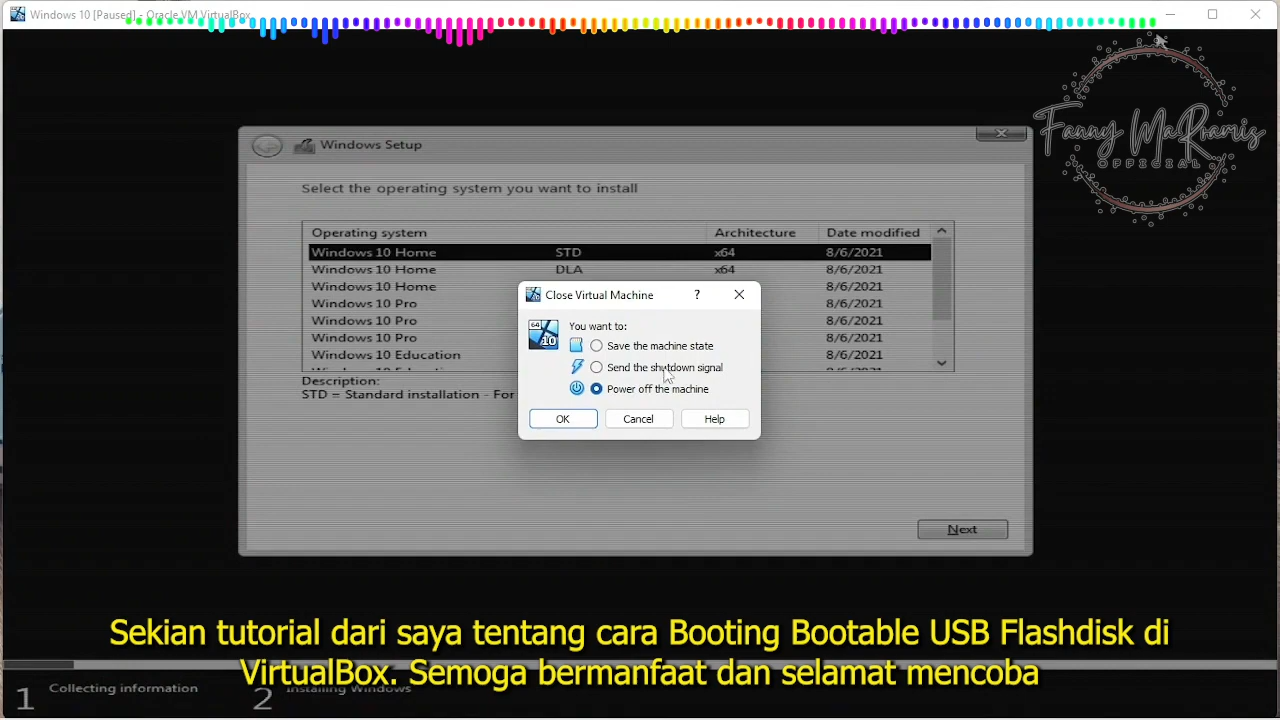 Windows 10 [Paused] - Oracle VM VirtualBox
Fanny MaRramis
OFFICIAL
Windows Setup
Select the operating system you want to install
Operating system Architecture Date modified
Windows 10 Home STD x64 8/6/2021
Windows 10 Home DLA x64 8/6/2021
Windows 10 Home 8/6/2021
Windows 10 Pro 8/6/2021
Windows 10 Pro 8/6/2021
Windows 10 Pro 8/6/2021
Windows 10 Education 8/6/2021
Description:
STD = Standard installation - For
Close Virtual Machine ?
64
10
You want to:
Save the machine state
Send the shutdown signal
Power off the machine
OK Cancel Help
Next
Sekian tutorial dari saya tentang cara Booting Bootable USB Flashdisk di
VirtualBox. Semoga bermanfaat dan selamat mencoba
1 Collecting information 2 Installing Windows